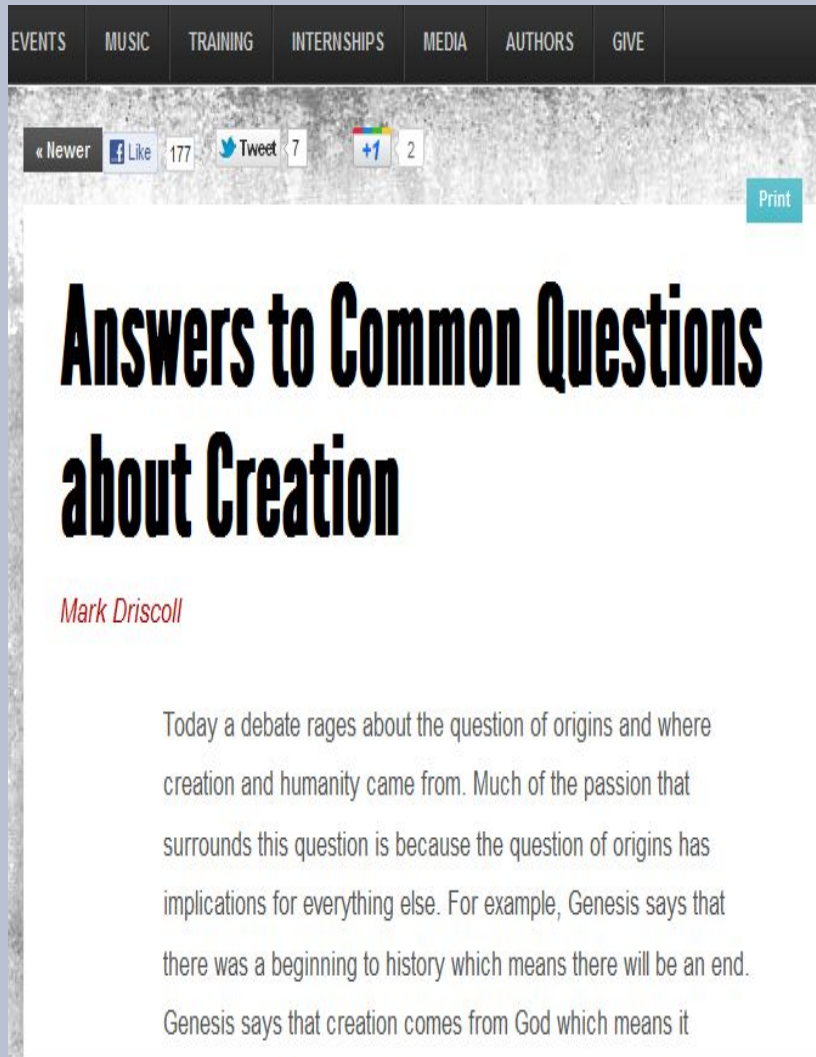 EVENTS MUSIC TRAINING INTERNSHIPS MEDIA AUTHORS GIVE
« Newer Like 177 Tweet 7 +1 2
Print
Answers to Common Questions
about Creation
Mark Driscoll
Today a debate rages about the question of origins and where
creation and humanity came from. Much of the passion that
surrounds this question is because the question of origins has
implications for everything else. For example, Genesis says that
there was a beginning to history which means there will be an end.
Genesis says that creation comes from God which means it